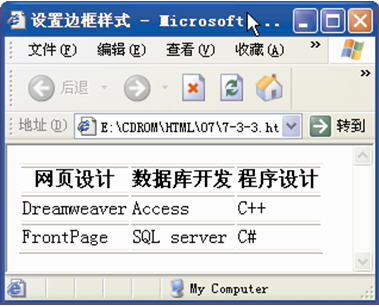 设置边框样式 - Microsoft ...
文件(F) 编辑(E) 查看(V) 收藏(A) »
后退 »
地址(D) E:\CDROM\HTML\07\7-3-3.ht 转到
网页设计 数据库开发 程序设计
Dreamweaver Access C++
FrontPage SQL server C#
My Computer